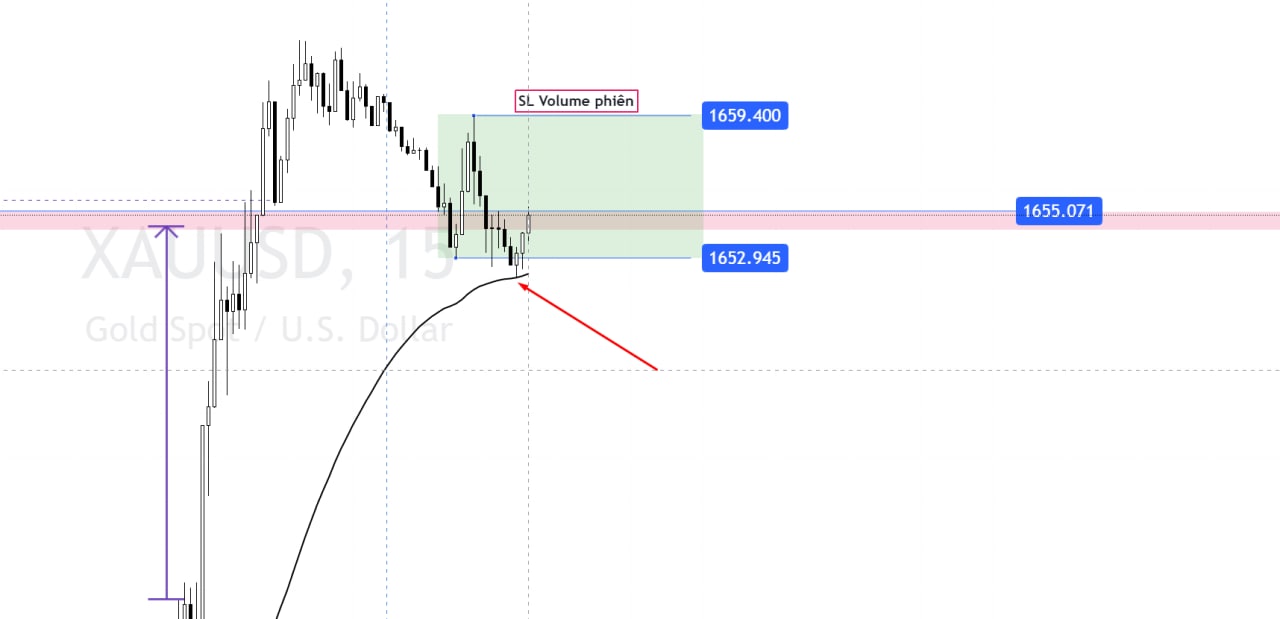 SL Volume phiên
1659.400
1655.071
1652.945
XAUUSD, 15
Gold Spot / U.S. Dollar